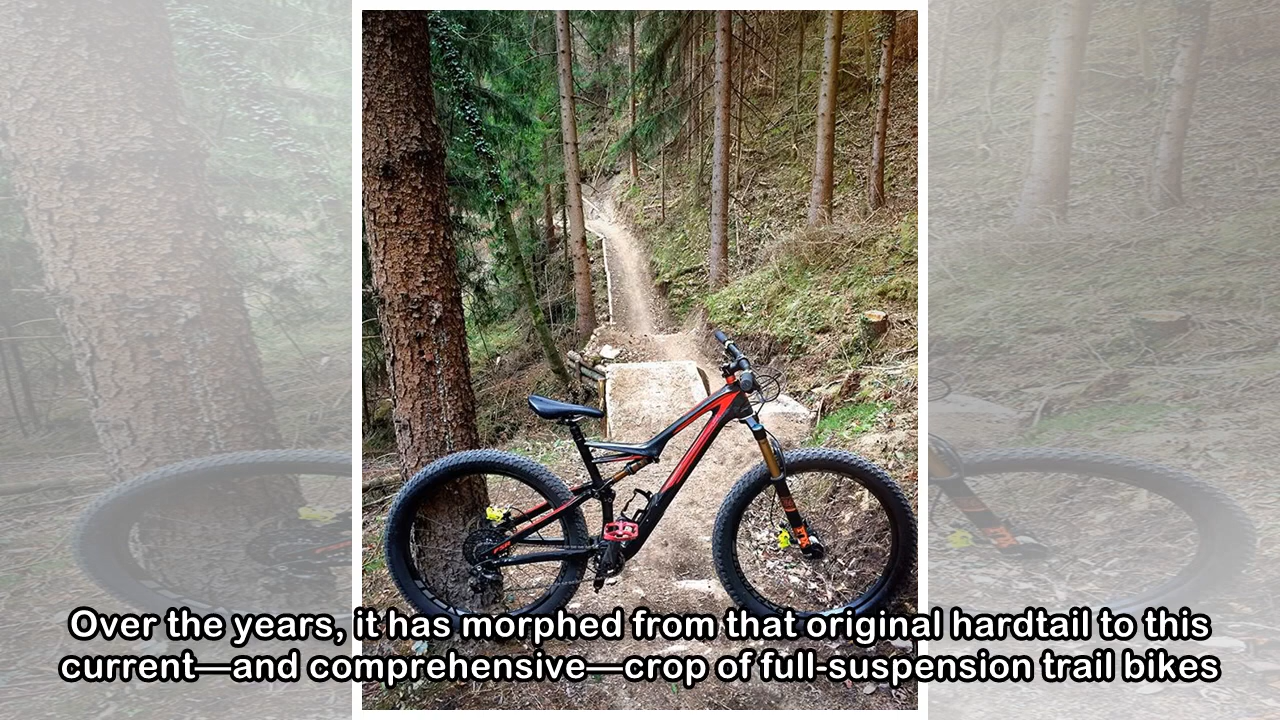 Over the years, it has morphed from that original hardtail to this
current—and comprehensive—crop of full-suspension trail bikes